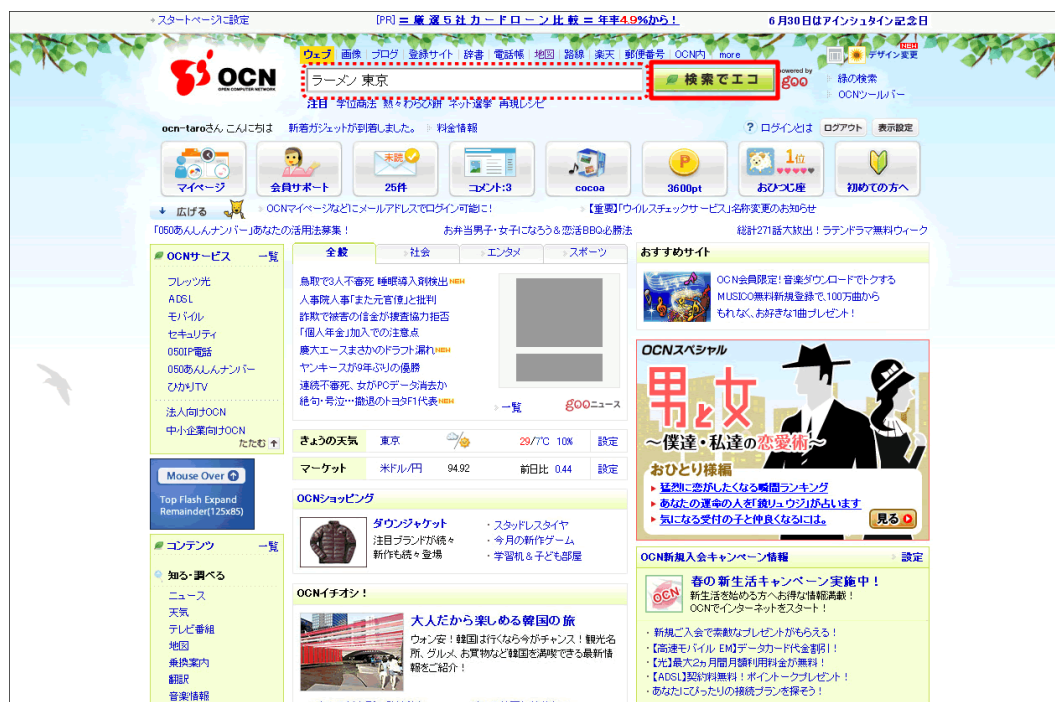 スタートページに設定
[PR] = 厳選5社カードローン比較 = 年率4.9%から!
6月30日はアインシュタイン記念日
ウェブ 画像 ブログ 登録サイト 辞書 電話帳 地図 路線 楽天 郵便番号 OCN内 more
NEW
デザイン変更
OCN
OPEN COMPUTER NETWORK
ラーメン 東京
検索でエコ
powered by
goo
緑の検索
OCNツールバー
注目 学位商法 熟々わらび餅 ネット選挙 再現レシピ
ocn-taroさん こんにちは
新着ガジェットが到着しました。
料金情報
? ログインとは
ログアウト
表示設定
未読
P
1位
マイページ
会員サポート
25件
コメント:3
cocoa
3600pt
おひつじ座
初めての方へ
広げる
OCNマイページなどにメールアドレスでログイン可能に!
【重要】「ウイルスチェックサービス」名称変更のお知らせ
「050あんしんナンバー」あなたの活用法募集!
お弁当男子・女子になろう&恋活BBQ必勝法
総計271話大放出!ラテンドラマ無料ウィーク
OCNサービス 一覧
フレッツ光
ADSL
モバイル
セキュリティ
050IP電話
050あんしんナンバー
ひかりTV
法人向けOCN
中小企業向けOCN
たたむ
Mouse Over
Top Flash Expand
Remainder(125x85)
コンテンツ 一覧
知る・調べる
ニュース
天気
テレビ番組
地図
乗換案内
翻訳
音楽情報
全般 社会 エンタメ スポーツ
鳥取で3人不審死 睡眠導入剤検出 NEW
人事院人事「また元官僚」と批判
詐欺で被害の信金が捜査協力拒否
「個人年金」加入での注意点
慶大エースまさかのドラフト漏れ NEW
ヤンキースが9年ぶりの優勝
連続不審死、女がPCデータ消去か
絶句・号泣…撤退のトヨタF1代表 NEW
一覧
gooニュース
きょうの天気 東京 29/7℃ 10% 設定
マーケット 米ドル/円 94.92 前日比 0.44 設定
OCNショッピング
ダウンジャケット
注目ブランドが続々
新作も続々登場
・スタッドレスタイヤ
・今月の新作ゲーム
・学習机&子ども部屋
OCNイチオシ!
大人だから楽しめる韓国の旅
ウォン安!韓国は行くなら今がチャンス!観光名
所、グルメ、お買物など韓国を満喫できる最新情
報をご紹介!
おすすめサイト
OCN会員限定!音楽ダウンロードでトクする
MUSICO無料新規登録で、100万曲から
もれなく、お好きな1曲プレゼント!
OCNスペシャル
男と女
〜僕達・私達の恋愛術〜
おひとり様編
猛烈に恋がしたくなる瞬間ランキング
あなたの運命の人を「鏡リュウジ」が占います
気になる受付の子と仲良くなるには。
見る
OCN新規入会キャンペーン情報 設定
OCN
春の新生活キャンペーン実施中!
新生活を始める方へお得な情報満載!
OCNでインターネットをスタート!
・新規ご入会で素敵なプレゼントがもらえる!
・【高速モバイル EM】データカード代金割引!
・【光】最大2ヵ月間月額利用料金が無料!
・【ADSL】契約料無料!ポイントークプレゼント!
・あなたにぴったりの接続プランを探そう!